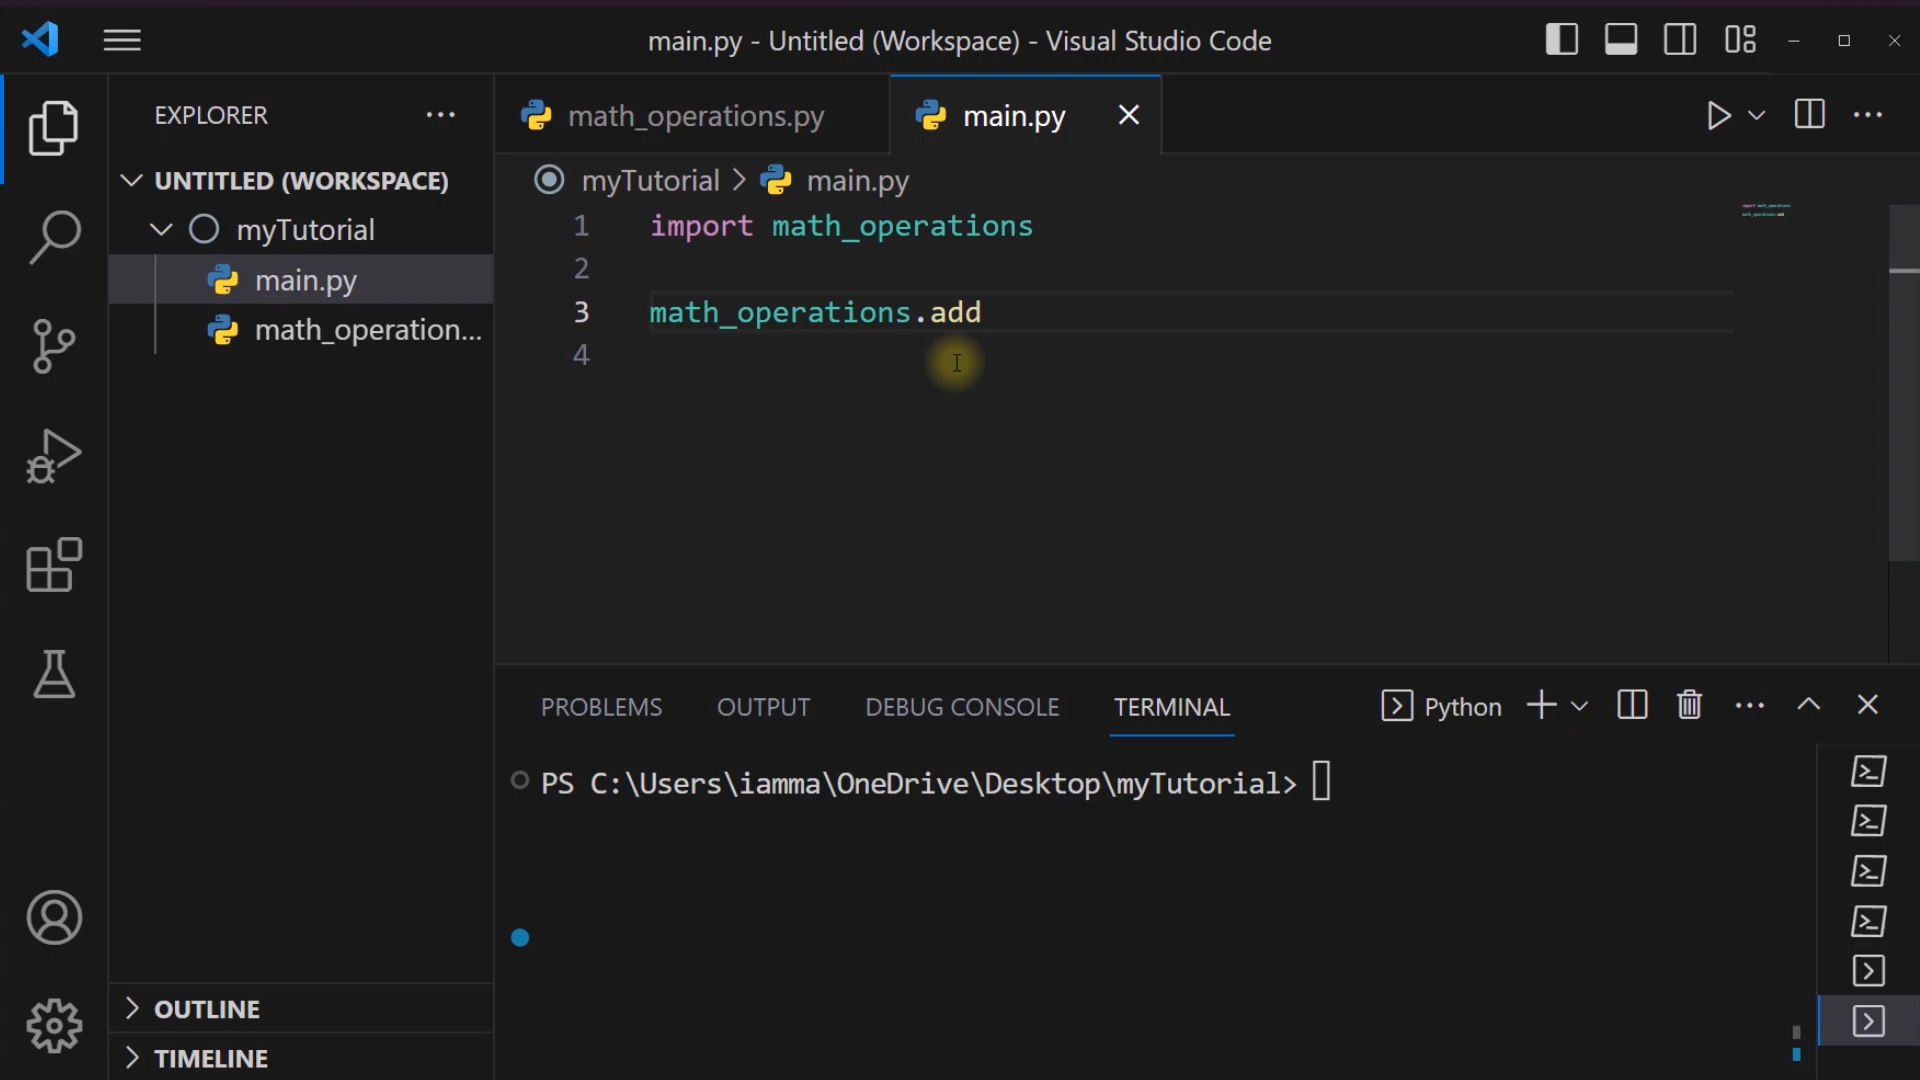 main.py - Untitled (Workspace) - Visual Studio Code
EXPLORER
UNTITLED (WORKSPACE)
myTutorial
main.py
math_operation...
OUTLINE
TIMELINE
math_operations.py
main.py
myTutorial > main.py
1 import math_operations
2
3 math_operations.add
4
PROBLEMS OUTPUT DEBUG CONSOLE TERMINAL Python
PS C:\Users\iamma\OneDrive\Desktop\myTutorial>